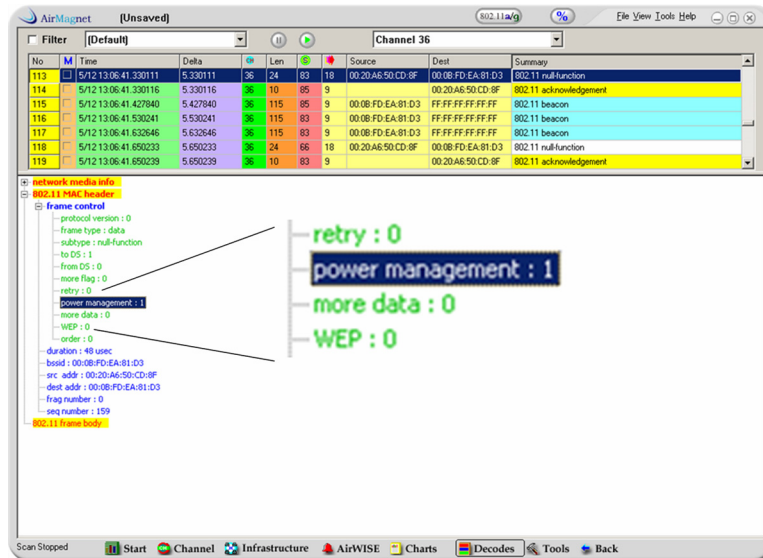 AirMagnet (Unsaved) 802.11a/g % File View Tools Help
Filter (Default) Channel 36
No M Time Delta Len S Source Dest Summary
113 5/12 13:06:41.330111 5.330111 36 24 83 18 00:20:A6:50:CD:8F 00:0B:FD:EA:81:D3 802.11 null-function
114 5/12 13:06:41.330116 5.330116 36 10 85 9 00:20:A6:50:CD:8F 802.11 acknowledgement
115 5/12 13:06:41.427840 5.427840 36 115 85 9 00:0B:FD:EA:81:D3 FF:FF:FF:FF:FF:FF 802.11 beacon
116 5/12 13:06:41.530241 5.530241 36 115 83 9 00:0B:FD:EA:81:D3 FF:FF:FF:FF:FF:FF 802.11 beacon
117 5/12 13:06:41.632646 5.632646 36 115 83 9 00:0B:FD:EA:81:D3 FF:FF:FF:FF:FF:FF 802.11 beacon
118 5/12 13:06:41.650233 5.650233 36 24 66 18 00:20:A6:50:CD:8F 00:0B:FD:EA:81:D3 802.11 null-function
119 5/12 13:06:41.650239 5.650239 36 10 83 9 00:20:A6:50:CD:8F 802.11 acknowledgement
network media info
802.11 MAC header
frame control
protocol version : 0
frame type : data
subtype : null-function
to DS : 1
from DS : 0
more flag : 0
retry : 0
power management : 1
more data : 0
WEP : 0
order : 0
duration : 48 usec
bssid : 00:0B:FD:EA:81:D3
src addr : 00:20:A6:50:CD:8F
dest addr : 00:0B:FD:EA:81:D3
frag number : 0
seq number : 159
802.11 frame body
retry : 0
power management : 1
more data : 0
WEP : 0
Scan Stopped Start Channel Infrastructure AirWISE Charts Decodes Tools Back